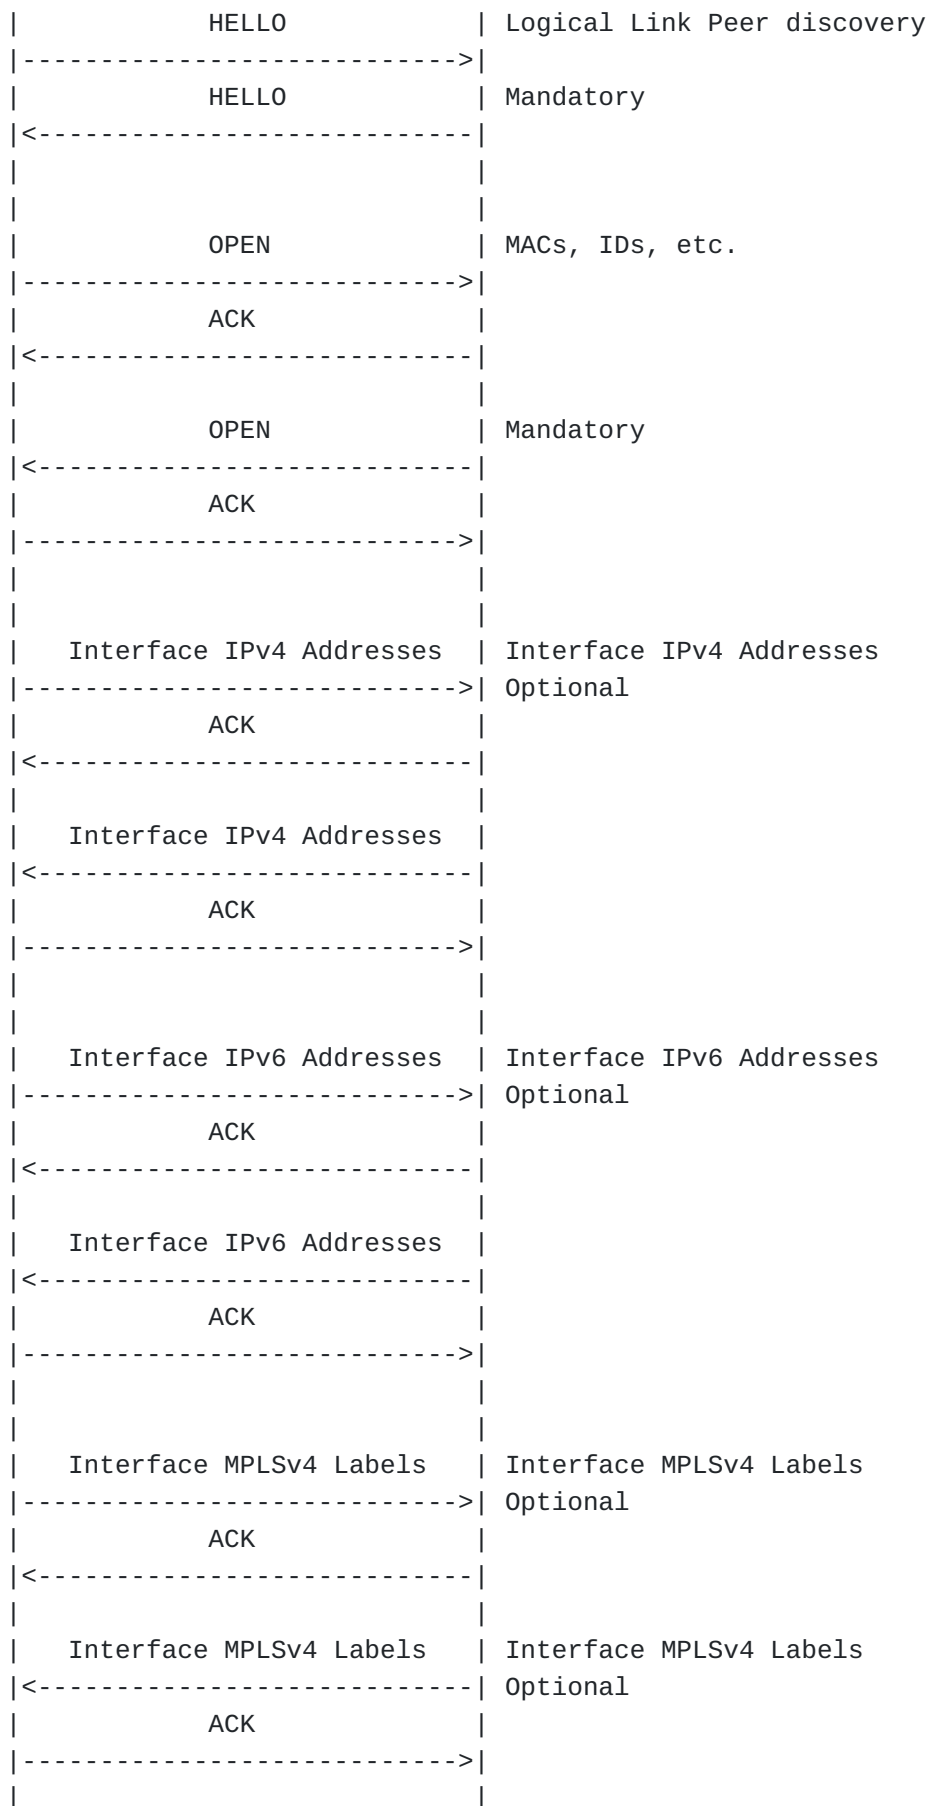 |            HELLO            | Logical Link Peer discovery
|---------------------------->|
|            HELLO            | Mandatory
|<----------------------------|
|                             |
|                             |
|            OPEN             | MACs, IDs, etc.
|---------------------------->|
|            ACK              |
|<----------------------------|
|                             |
|            OPEN             | Mandatory
|<----------------------------|
|            ACK              |
|---------------------------->|
|                             |
|                             |
|   Interface IPv4 Addresses  | Interface IPv4 Addresses
|---------------------------->| Optional
|            ACK              |
|<----------------------------|
|                             |
|   Interface IPv4 Addresses  |
|<----------------------------|
|            ACK              |
|---------------------------->|
|                             |
|                             |
|   Interface IPv6 Addresses  | Interface IPv6 Addresses
|---------------------------->| Optional
|            ACK              |
|<----------------------------|
|                             |
|   Interface IPv6 Addresses  |
|<----------------------------|
|            ACK              |
|---------------------------->|
|                             |
|                             |
|   Interface MPLSv4 Labels   | Interface MPLSv4 Labels
|---------------------------->| Optional
|            ACK              |
|<----------------------------|
|                             |
|   Interface MPLSv4 Labels   | Interface MPLSv4 Labels
|<----------------------------| Optional
|            ACK              |
|---------------------------->|
|                             |